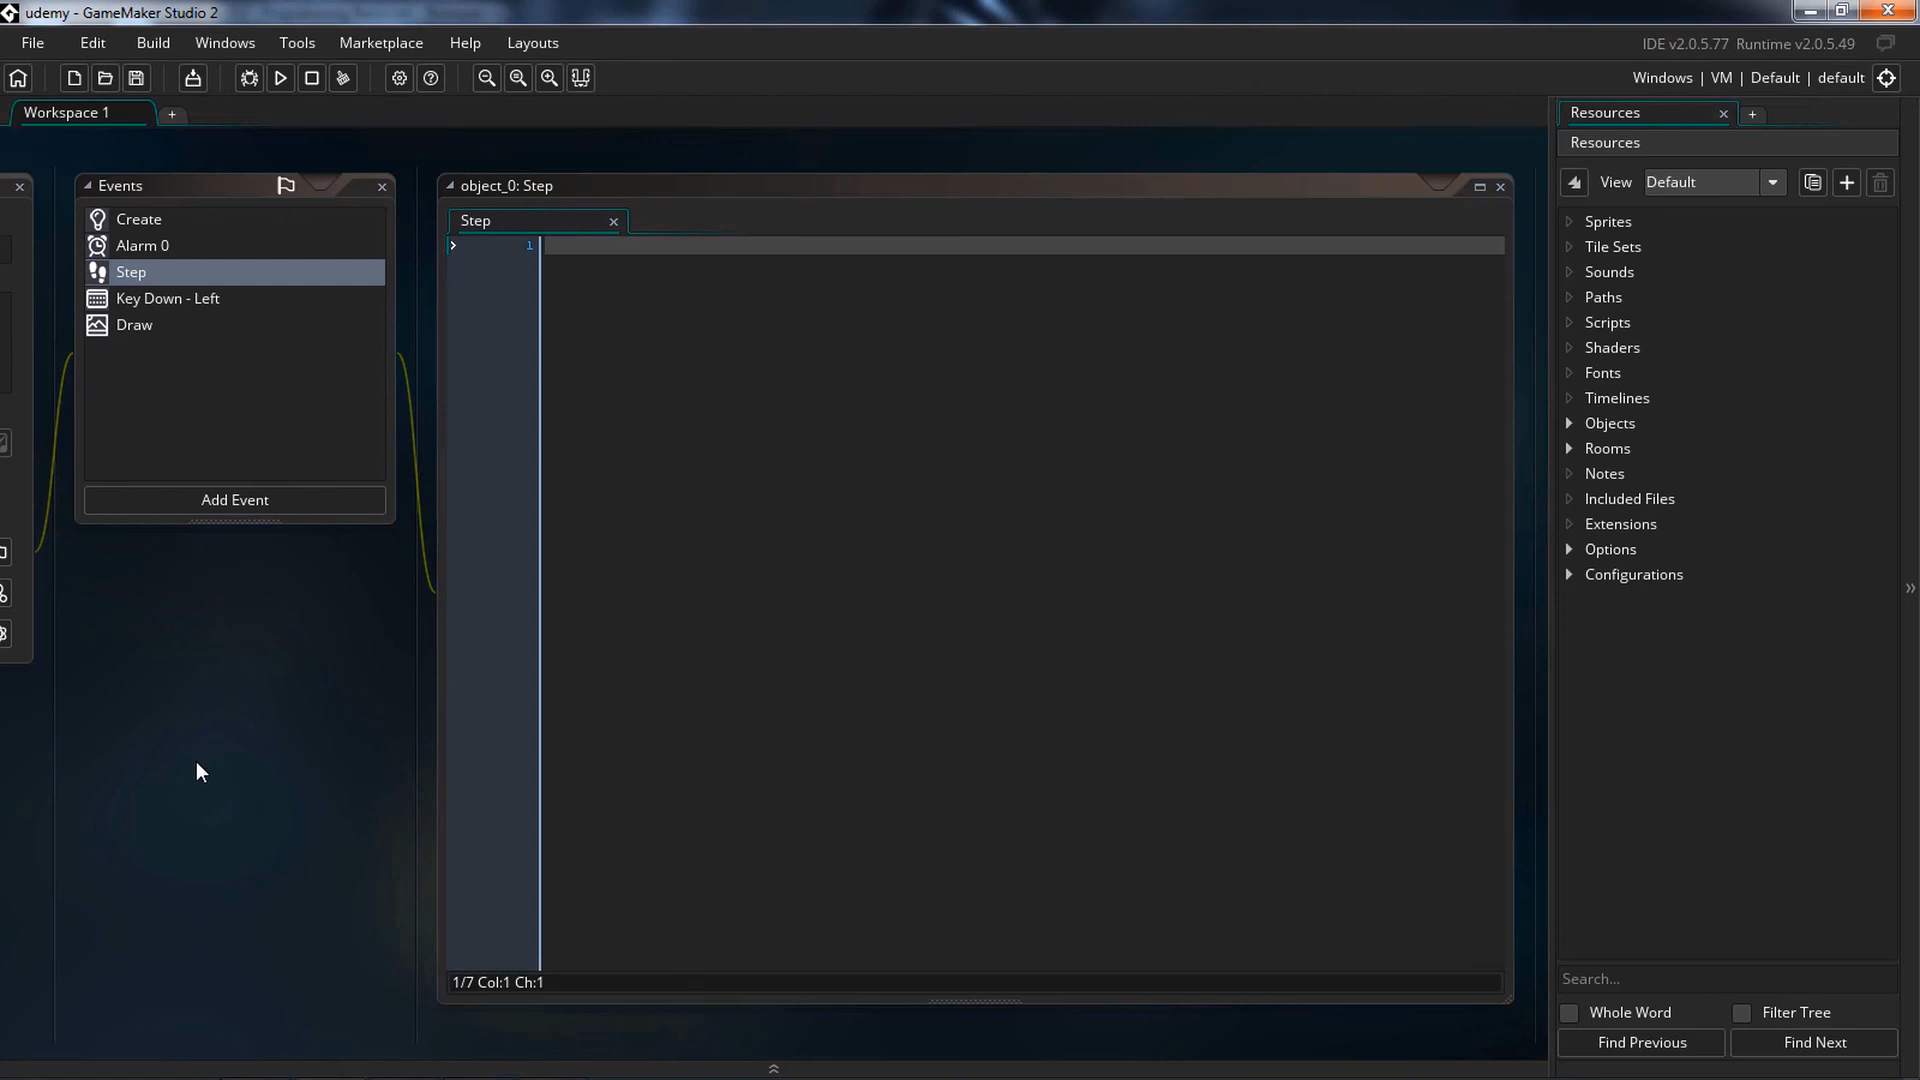 udemy - GameMaker Studio 2
File Edit Build Windows Tools Marketplace Help Layouts
IDE v2.0.5.77 Runtime v2.0.5.49
Windows | VM | Default | default
Workspace 1
Resources
Resources
View Default
Events
Create
Alarm 0
Step
Key Down - Left
Draw
Add Event
object_0: Step
Step
1
1/7 Col:1 Ch:1
Sprites
Tile Sets
Sounds
Paths
Scripts
Shaders
Fonts
Timelines
Objects
Rooms
Notes
Included Files
Extensions
Options
Configurations
Search...
Whole Word
Filter Tree
Find Previous
Find Next